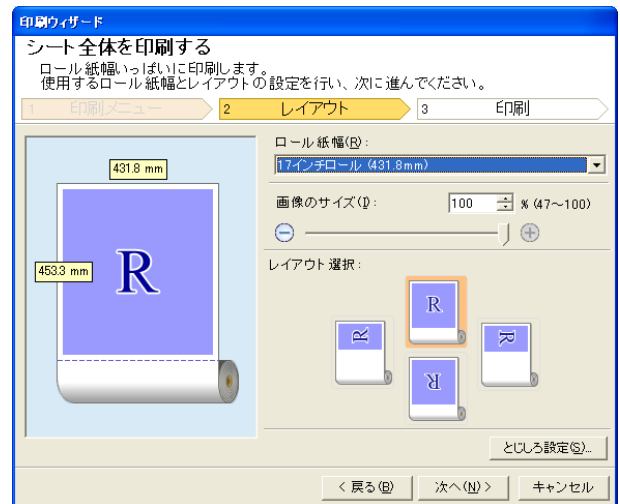 印刷ウィザード
シート全体を印刷する
ロール紙幅いっぱいに印刷します。
使用するロール紙幅とレイアウトの設定を行い、次に進んでください。
1 印刷メニュー 2 レイアウト 3 印刷
ロール紙幅(R):
17インチロール (431.8mm)
431.8 mm
画像のサイズ(I): 100 % (47～100)
R
453.3 mm
レイアウト選択:
R
R
R
R
とじしろ設定(S)...
< 戻る(B) 次へ(N) > キャンセル